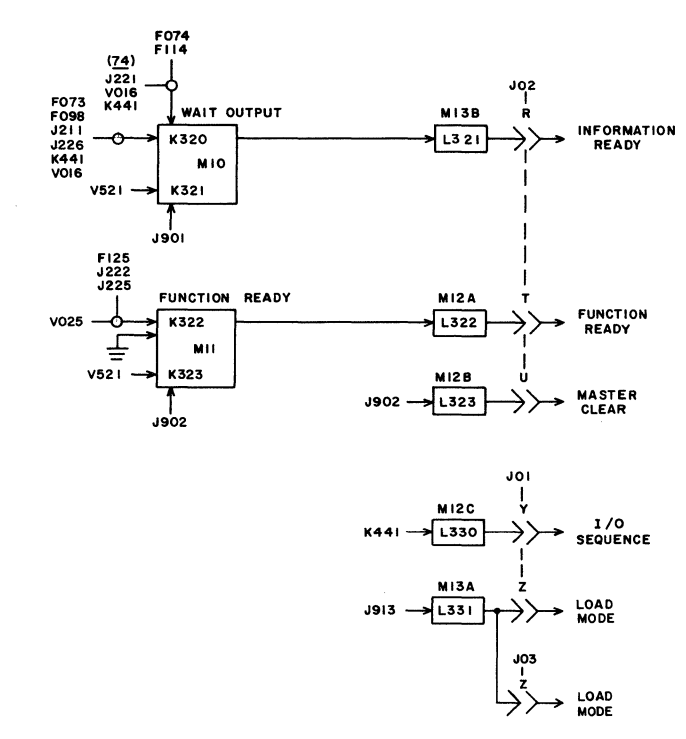 F074
F114
(74)
J221
V016
K441
J02
F073
F098
J211
J226
K441
V016
WAIT OUTPUT
M13B
R
K320
L321
INFORMATION
READY
M10
V521
K321
J901
F125
J222
J225
FUNCTION READY
M12A
T
V025
K322
L322
FUNCTION
READY
M11
V521
K323
M12B
U
J902
J902
L323
MASTER
CLEAR
J01
M12C
Y
K441
L330
I/O
SEQUENCE
M13A
Z
J913
L331
LOAD
MODE
J03
Z
LOAD
MODE